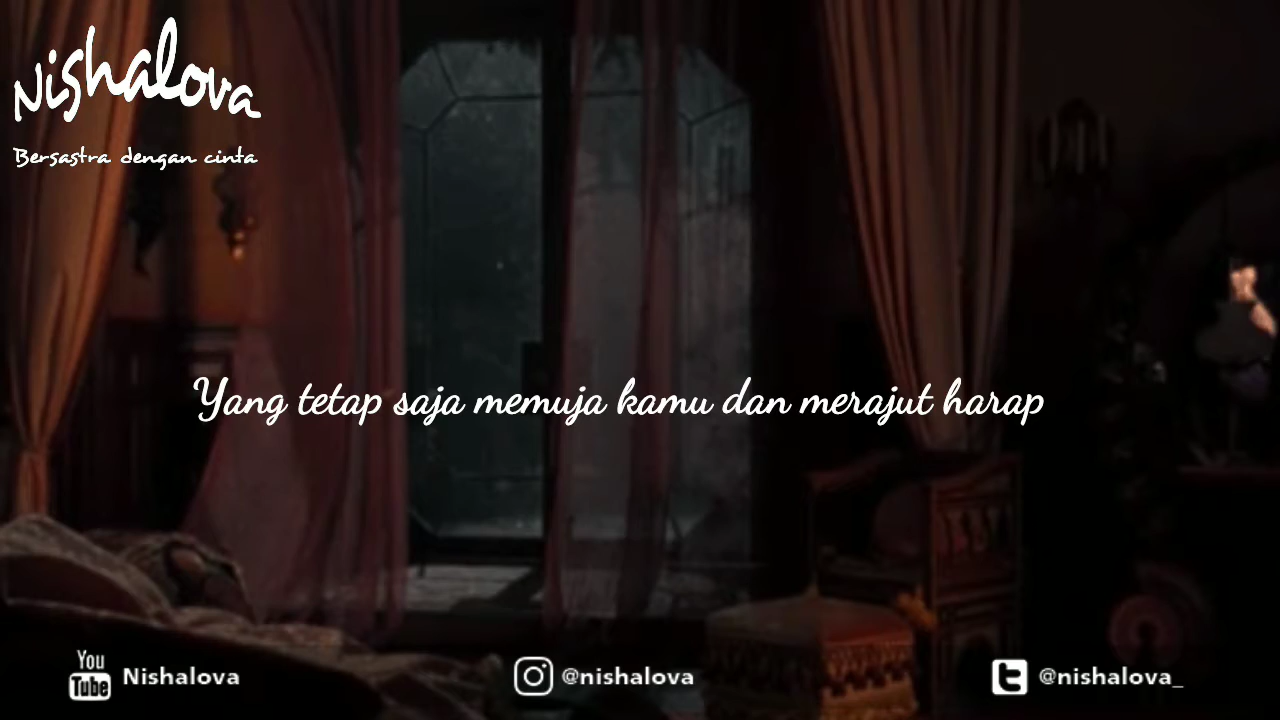 Nishalova
Bersastra dengan cinta
Yang tetap saja memuja kamu dan merajut harap
You Tube Nishalova
@nishalova
@nishalova_